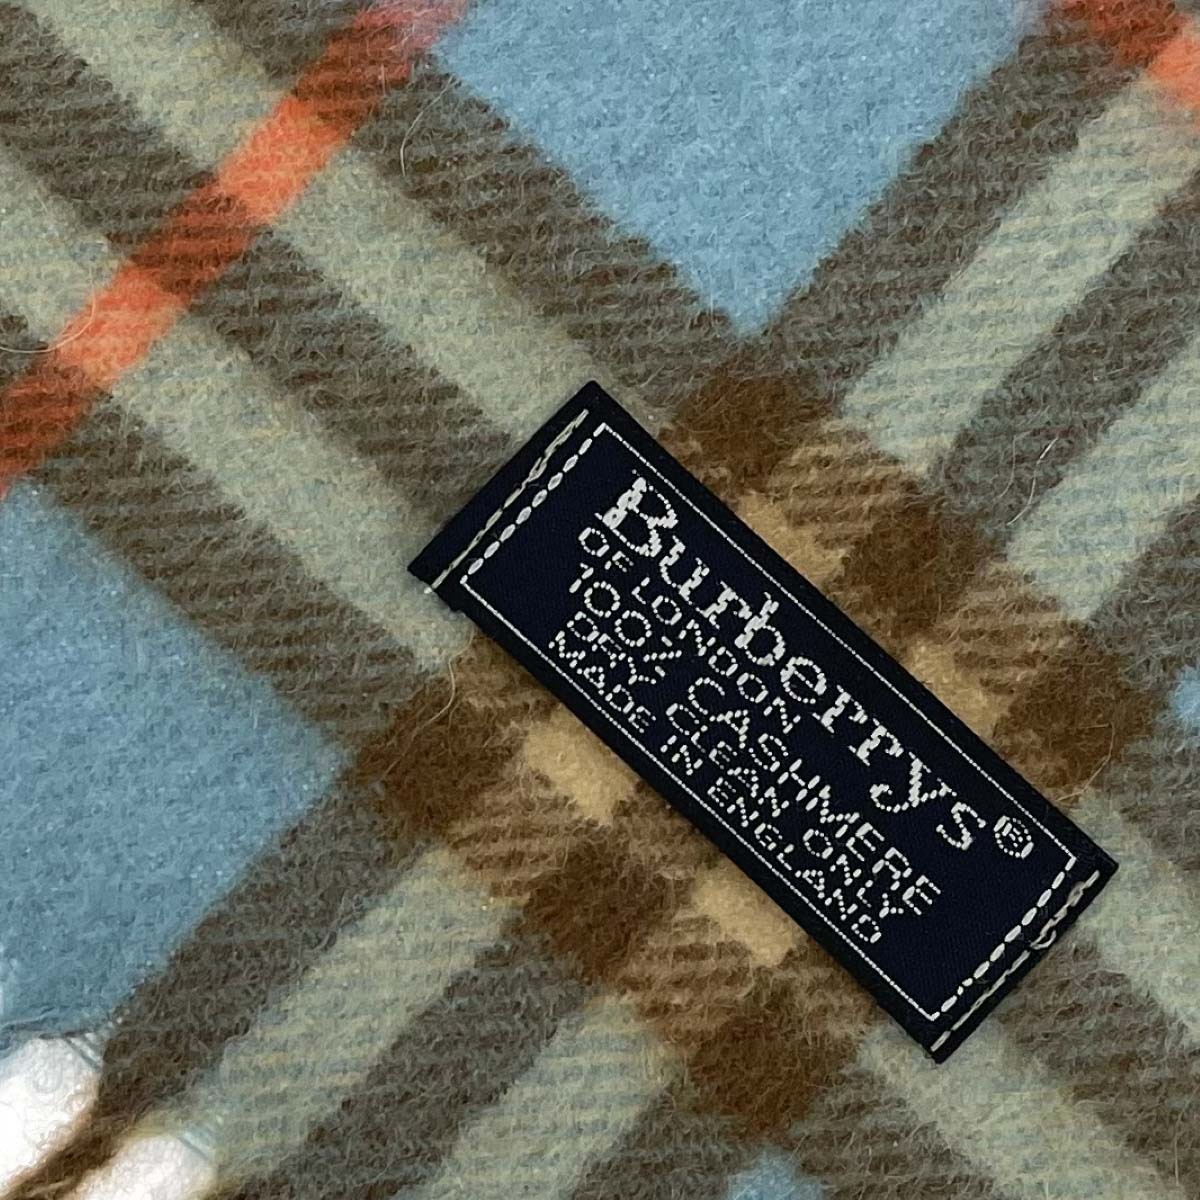 Burberrys®
OF LONDON
100% CASHMERE
DRY CLEAN ONLY
MADE IN ENGLAND